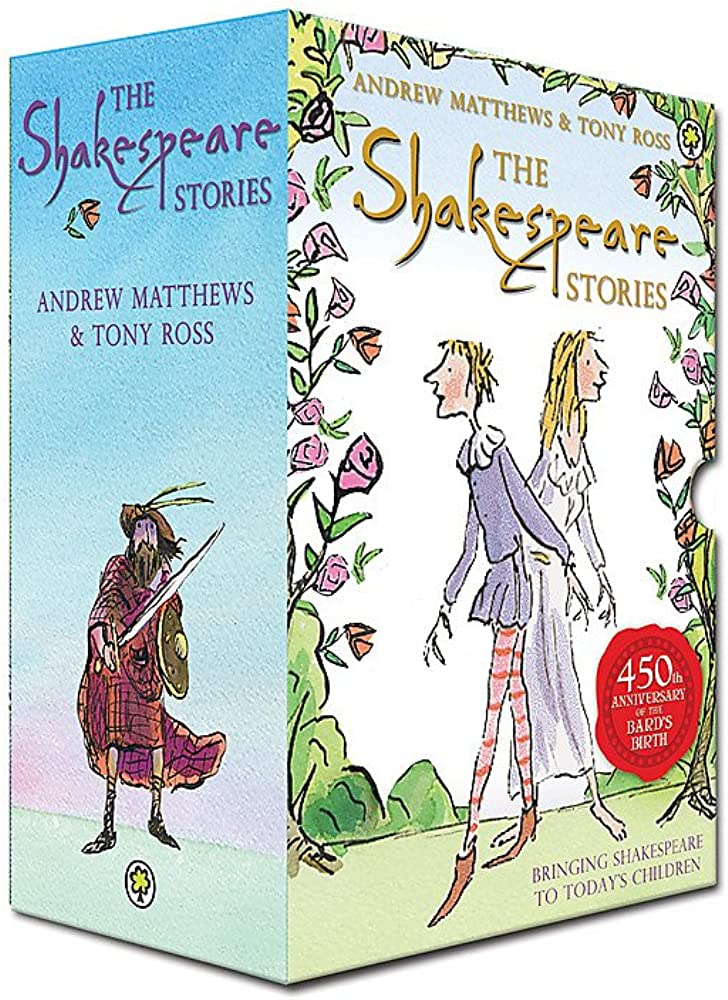 THE
Shakespeare
STORIES
ANDREW MATTHEWS
& TONY ROSS
ANDREW MATTHEWS & TONY ROSS
THE
Shakespeare
STORIES
450th
ANNIVERSARY
OF THE
BARD'S
BIRTH
BRINGING SHAKESPEARE
TO TODAY'S CHILDREN